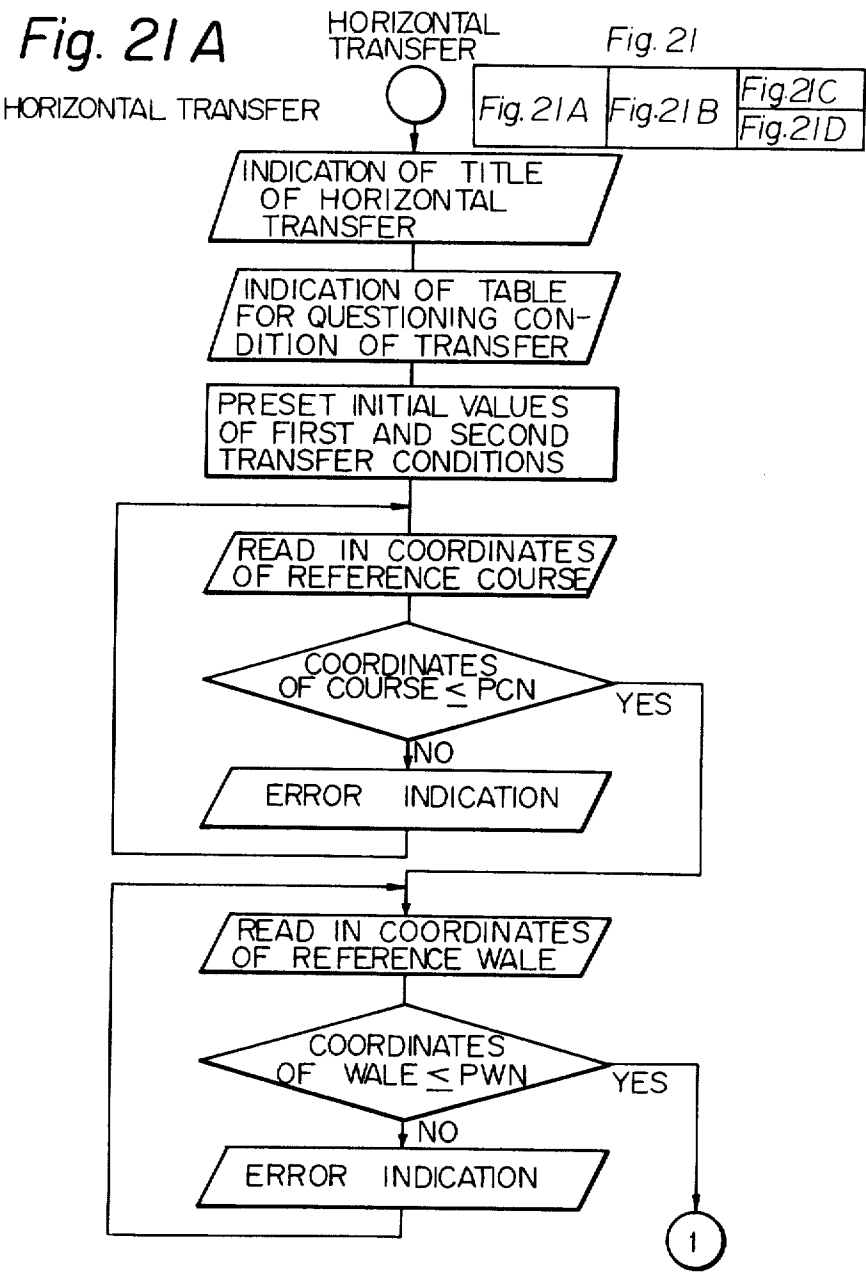 Fig. 21A
HORIZONTAL TRANSFER
HORIZONTAL
TRANSFER
Fig. 21
Fig. 21A
Fig. 21B
Fig. 21C
Fig. 21D
INDICATION OF TITLE
OF HORIZONTAL
TRANSFER
INDICATION OF TABLE
FOR QUESTIONING CON-
DITION OF TRANSFER
PRESET INITIAL VALUES
OF FIRST AND SECOND
TRANSFER CONDITIONS
READ IN COORDINATES
OF REFERENCE COURSE
COORDINATES
OF COURSE ≤ PCN
YES
NO
ERROR INDICATION
READ IN COORDINATES
OF REFERENCE WALE
COORDINATES
OF WALE ≤ PWN
YES
NO
ERROR INDICATION
1